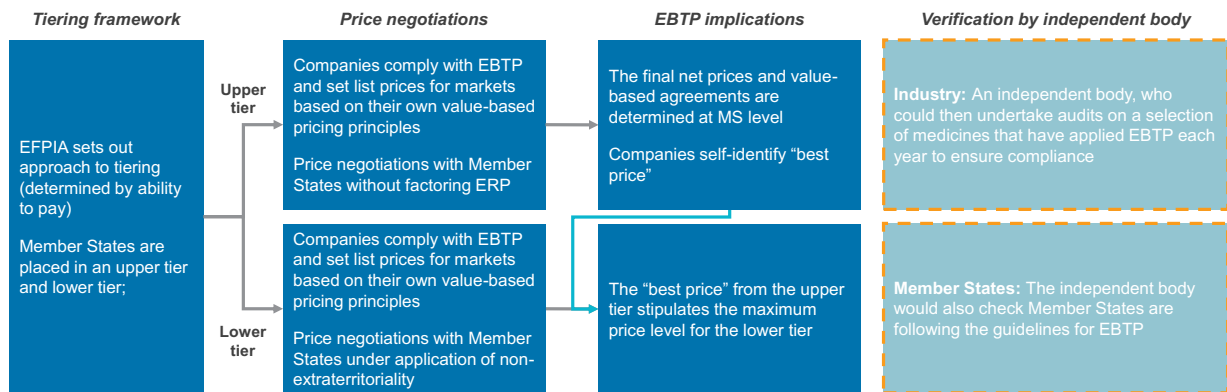 Tiering framework
Price negotiations
EBTP implications
Verification by independent body
EFPIA sets out
approach to tiering
(determined by ability
to pay)
Member States are
placed in an upper tier
and lower tier;
Upper
tier
Lower
tier
Companies comply with EBTP
and set list prices for markets
based on their own value-based
pricing principles
Price negotiations with Member
States without factoring ERP
The final net prices and value-
based agreements are
determined at MS level
Companies self-identify “best
price”
Industry: An independent body, who
could then undertake audits on a selection
of medicines that have applied EBTP each
year to ensure compliance
Companies comply with EBTP
and set list prices for markets
based on their own value-based
pricing principles
Price negotiations with Member
States under application of non-
extraterritoriality
The “best price” from the upper
tier stipulates the maximum
price level for the lower tier
Member States: The independent body
would also check Member States are
following the guidelines for EBTP